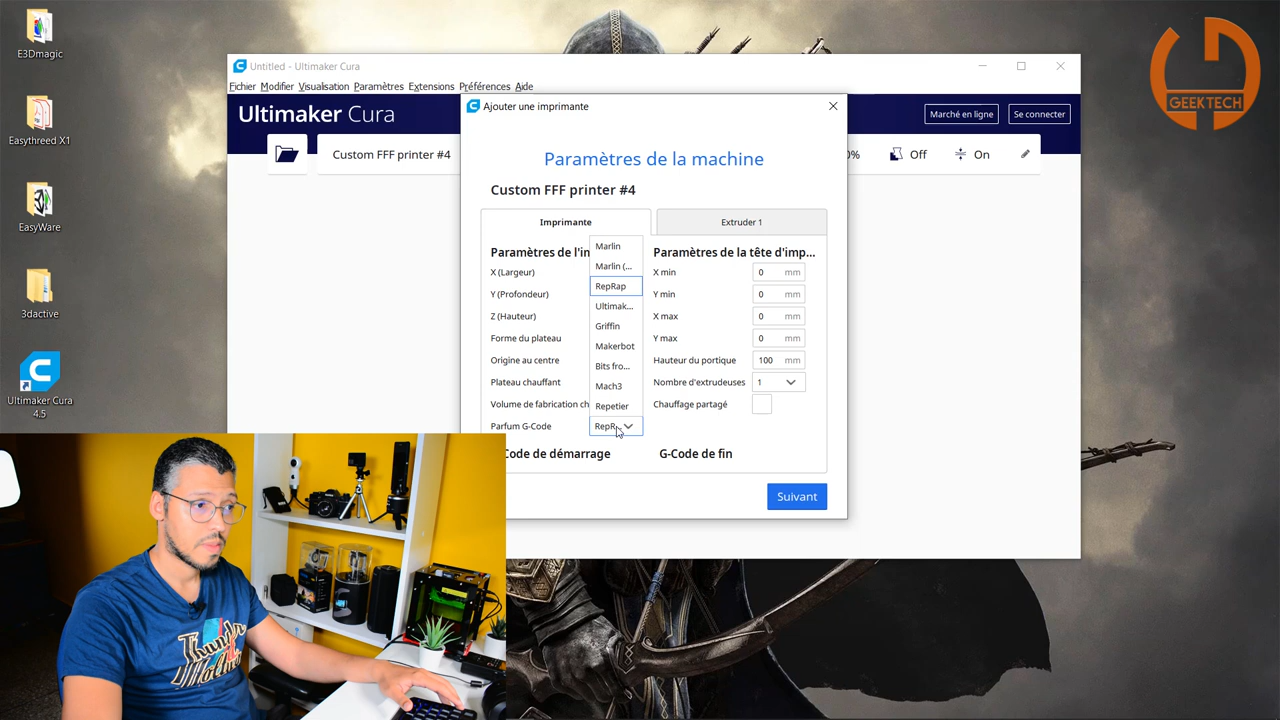 E3Dmagic
Easythreed X1
EasyWare
3dactive
Ultimaker Cura
4.5
GEEKTECH
Untitled - Ultimaker Cura
Fichier Modifier Visualisation Paramètres Extensions Préférences Aide
Ultimaker Cura
Marché en ligne
Se connecter
Custom FFF printer #4
0%
Off
On
Ajouter une imprimante
Paramètres de la machine
Custom FFF printer #4
Imprimante
Extruder 1
Paramètres de l'in
X (Largeur)
Y (Profondeur)
Z (Hauteur)
Forme du plateau
Origine au centre
Plateau chauffant
Volume de fabrication ch
Parfum G-Code
RepR
Marlin
Marlin (...
RepRap
Ultimak...
Griffin
Makerbot
Bits fro...
Mach3
Repetier
Paramètres de la tête d'imp...
X min 0 mm
Y min 0 mm
X max 0 mm
Y max 0 mm
Hauteur du portique 100 mm
Nombre d'extrudeuses 1
Chauffage partagé
Code de démarrage
G-Code de fin
Suivant